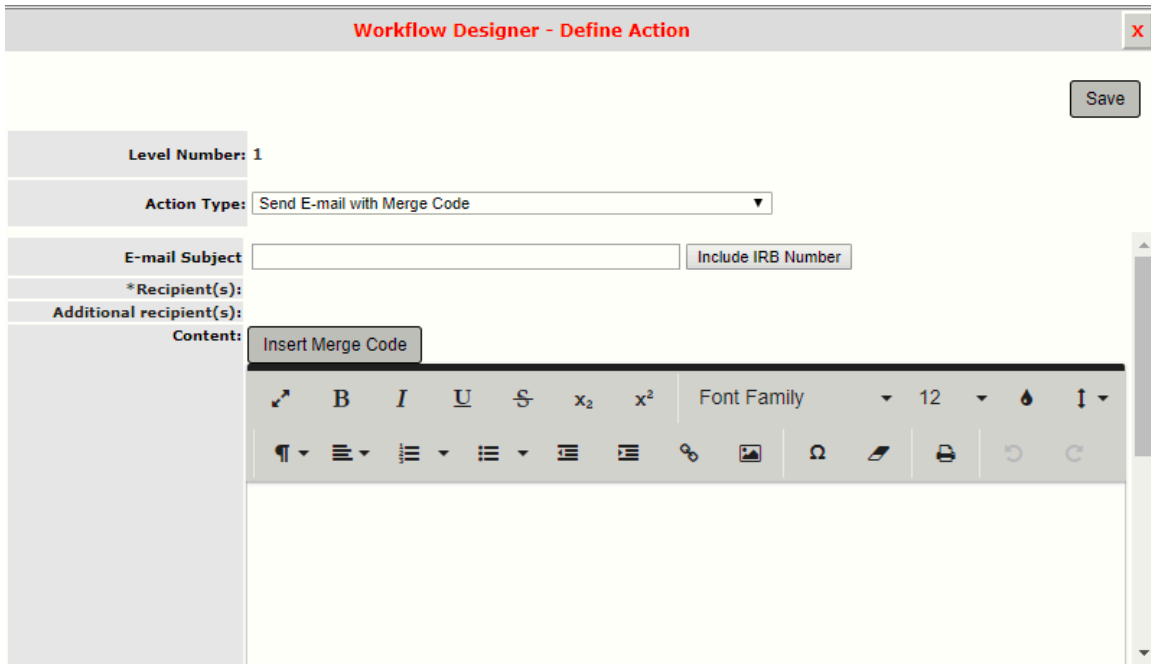 Workflow Designer - Define Action
X
Save
Level Number: 1
Action Type: Send E-mail with Merge Code
E-mail Subject Include IRB Number
*Recipient(s):
Additional recipient(s):
Content: Insert Merge Code
B I U S x₂ x² Font Family 12
¶ Ω